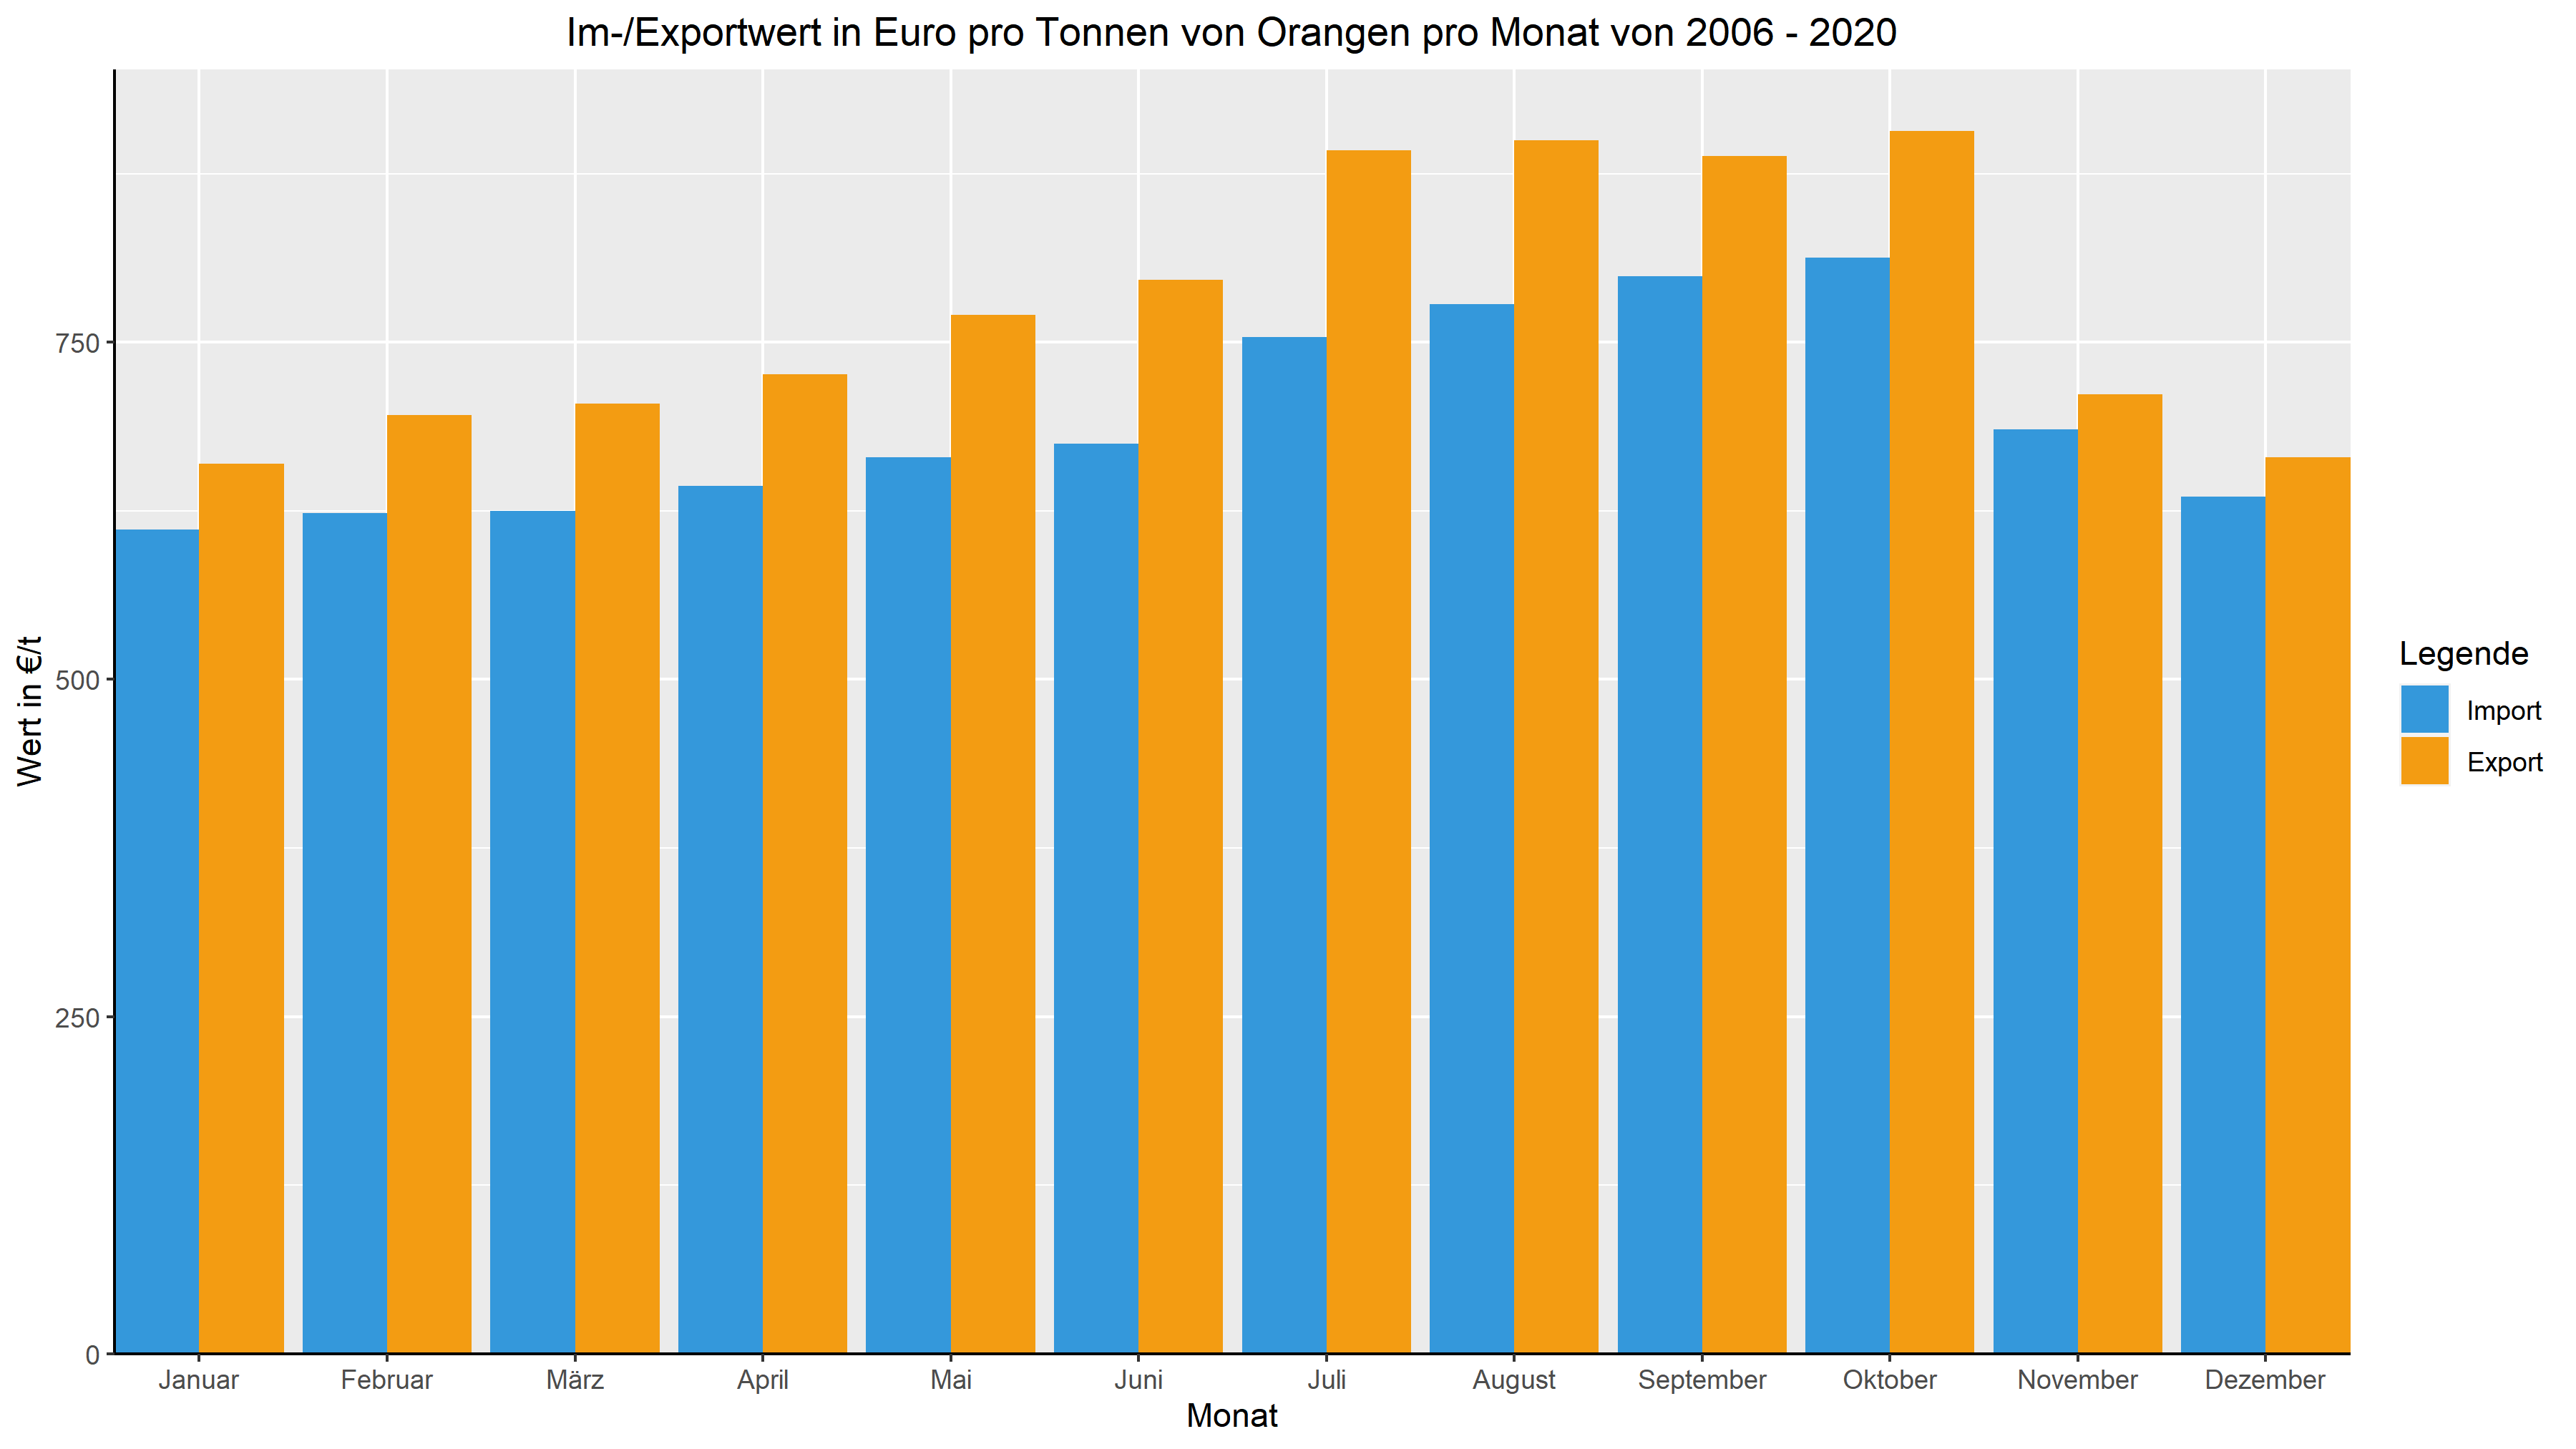 Im-/Exportwert in Euro pro Tonnen von Orangen pro Monat von 2006 - 2020
Wert in €/t
750
500
250
0
Januar Februar März April Mai Juni Juli August September Oktober November Dezember
Monat
Legende
Import
Export